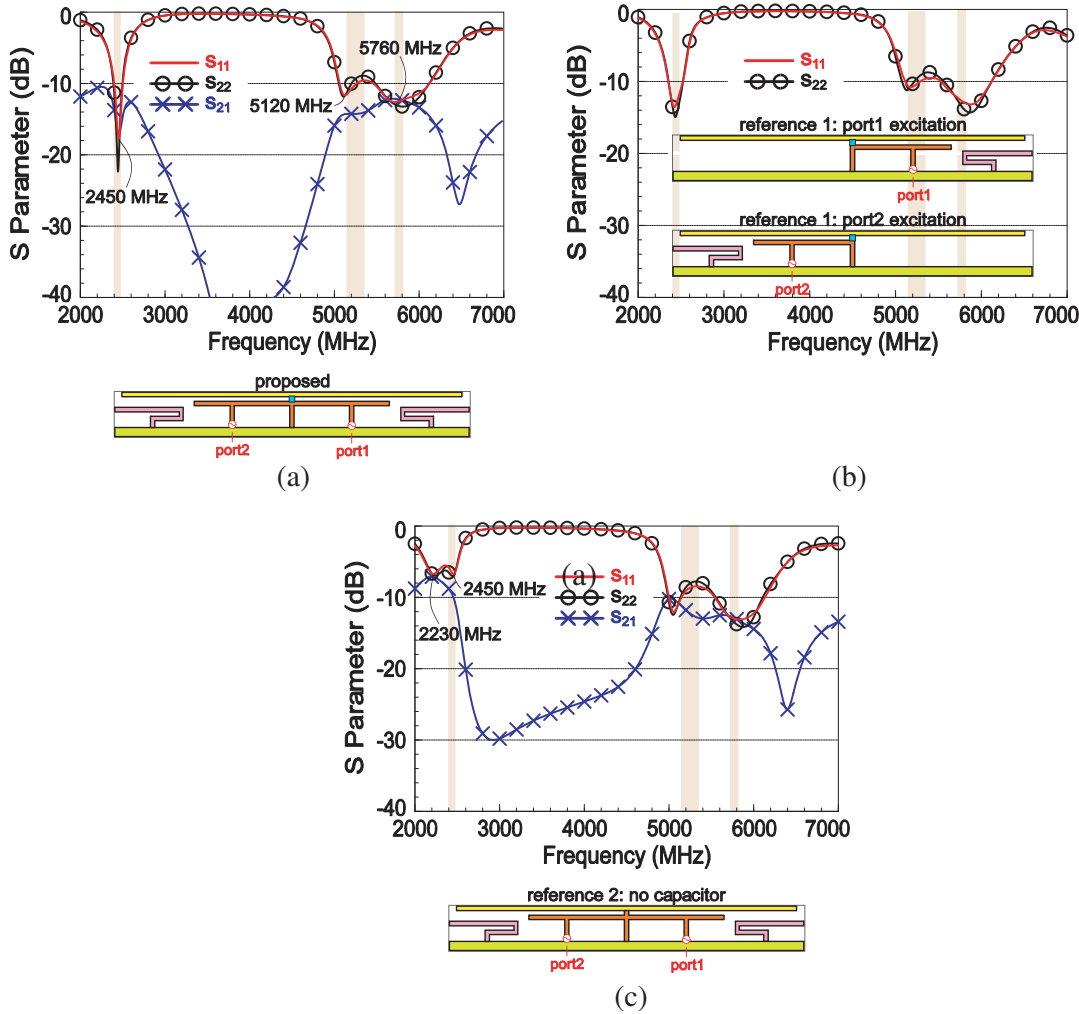 0
-10
-20
-30
-40
2000 3000 4000 5000 6000 7000
S Parameter (dB)
Frequency (MHz)
S11
S22
S21
5760 MHz
5120 MHz
2450 MHz
proposed
port2
port1
(a)
0
-10
-20
-30
-40
2000 3000 4000 5000 6000 7000
S Parameter (dB)
Frequency (MHz)
S11
S22
reference 1: port1 excitation
port1
reference 1: port2 excitation
port2
(b)
0
-10
-20
-30
-40
2000 3000 4000 5000 6000 7000
S Parameter (dB)
Frequency (MHz)
(a)
S11
S22
S21
2450 MHz
2230 MHz
reference 2: no capacitor
port2
port1
(c)